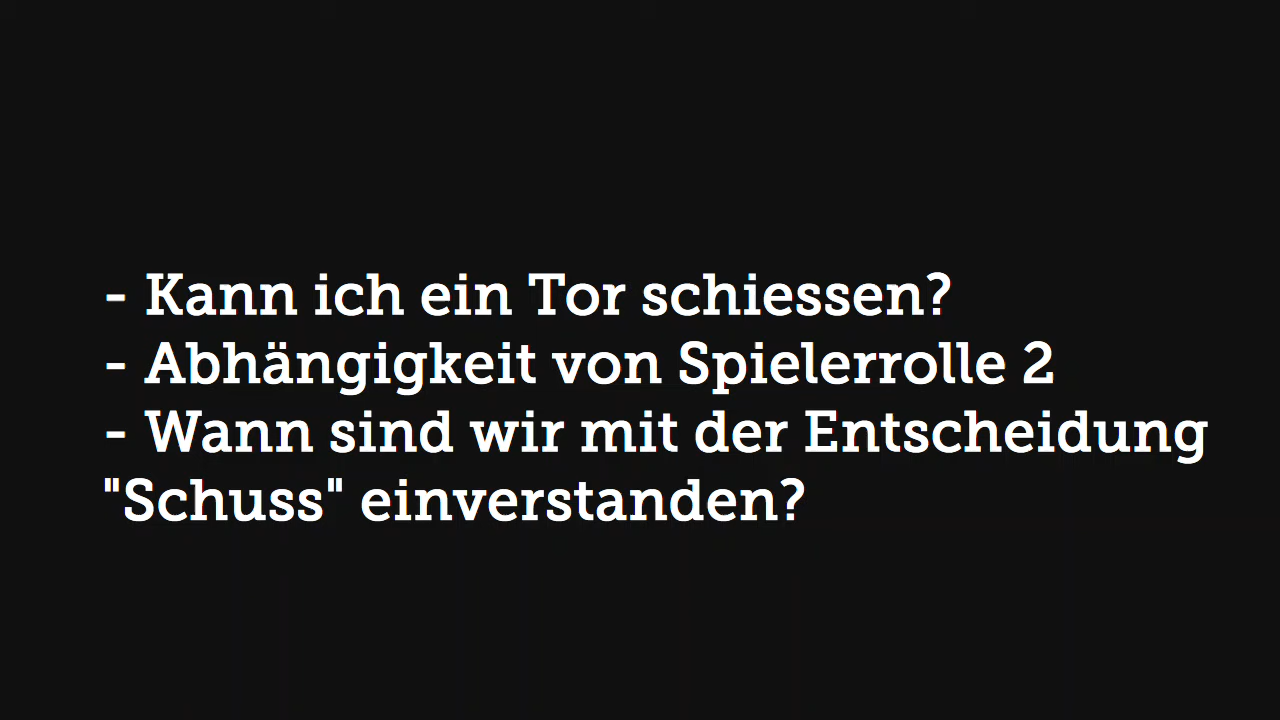 - Kann ich ein Tor schiessen?
- Abhängigkeit von Spielerrolle 2
- Wann sind wir mit der Entscheidung
"Schuss" einverstanden?